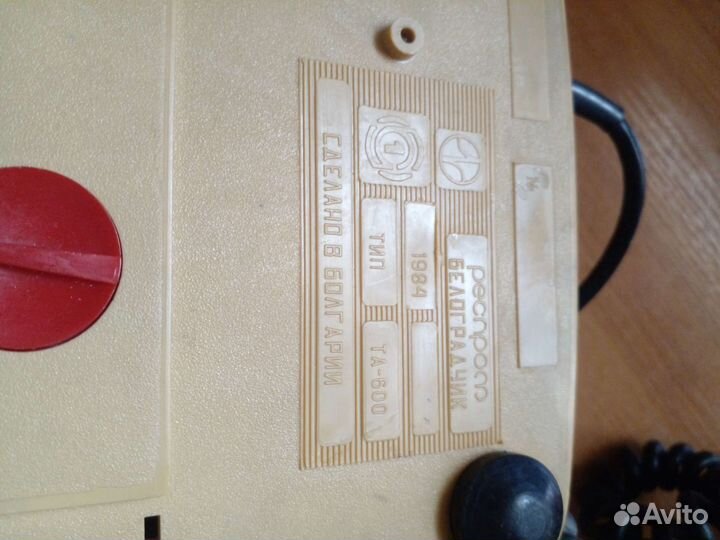 респром
БЕЛОГРАДЧИК
1984
ТИП ТА-600
СДЕЛАНО В БОЛГАРИИ
Avito